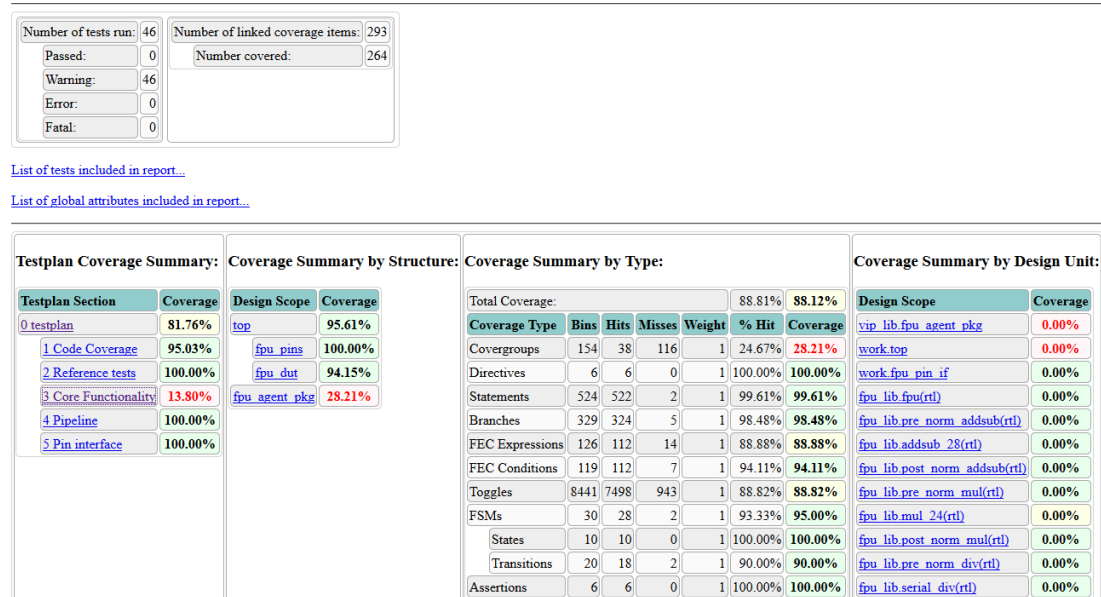 Number of tests run: 46
Passed: 0
Warning: 46
Error: 0
Fatal: 0
Number of linked coverage items: 293
Number covered: 264
List of tests included in report...
List of global attributes included in report...
Testplan Coverage Summary:
Testplan Section Coverage
0 testplan 81.76%
1 Code Coverage 95.03%
2 Reference tests 100.00%
3 Core Functionality 13.80%
4 Pipeline 100.00%
5 Pin interface 100.00%
Coverage Summary by Structure:
Design Scope Coverage
top 95.61%
fpu_pins 100.00%
fpu_dut 94.15%
fpu_agent_pkg 28.21%
Coverage Summary by Type:
Total Coverage: 88.81% 88.12%
Coverage Type Bins Hits Misses Weight % Hit Coverage
Covergroups 154 38 116 1 24.67% 28.21%
Directives 6 6 0 1 100.00% 100.00%
Statements 524 522 2 1 99.61% 99.61%
Branches 329 324 5 1 98.48% 98.48%
FEC Expressions 126 112 14 1 88.88% 88.88%
FEC Conditions 119 112 7 1 94.11% 94.11%
Toggles 8441 7498 943 1 88.82% 88.82%
FSMs 30 28 2 1 93.33% 95.00%
States 10 10 0 1 100.00% 100.00%
Transitions 20 18 2 1 90.00% 90.00%
Assertions 6 6 0 1 100.00% 100.00%
Coverage Summary by Design Unit:
Design Scope Coverage
vip_lib.fpu_agent_pkg 0.00%
work.top 0.00%
work.fpu_pin_if 0.00%
fpu_lib.fpu(rtl) 0.00%
fpu_lib.pre_norm_addsub(rtl) 0.00%
fpu_lib.addsub_28(rtl) 0.00%
fpu_lib.post_norm_addsub(rtl) 0.00%
fpu_lib.pre_norm_mul(rtl) 0.00%
fpu_lib.mul_24(rtl) 0.00%
fpu_lib.post_norm_mul(rtl) 0.00%
fpu_lib.pre_norm_div(rtl) 0.00%
fpu_lib.serial_div(rtl) 0.00%